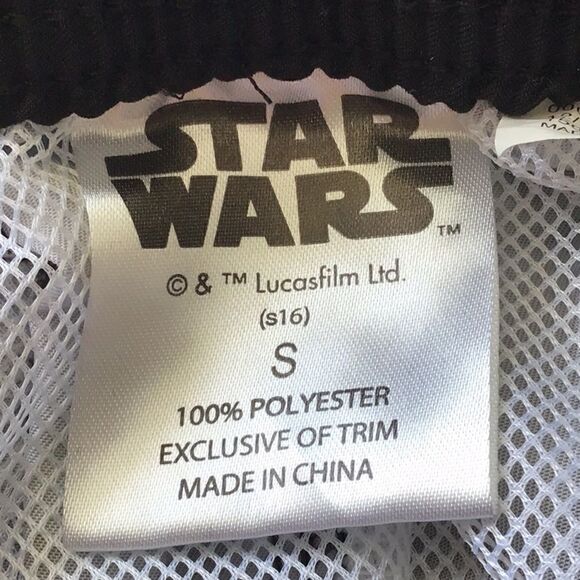 STAR
WARS™
© & ™ Lucasfilm Ltd.
(s16)
S
100% POLYESTER
EXCLUSIVE OF TRIM
MADE IN CHINA